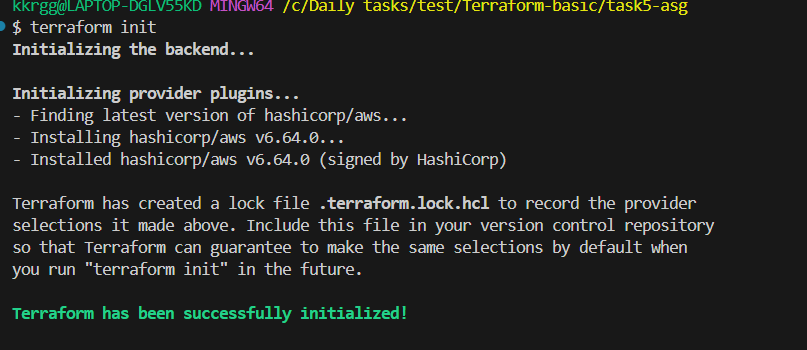 kkrgg@LAPTOP-DGLV55KD MINGW64 /c/Daily tasks/test/Terraform-basic/task5-asg
$ terraform init
Initializing the backend...
Initializing provider plugins...
- Finding latest version of hashicorp/aws...
- Installing hashicorp/aws v6.64.0...
- Installed hashicorp/aws v6.64.0 (signed by HashiCorp)
Terraform has created a lock file .terraform.lock.hcl to record the provider
selections it made above. Include this file in your version control repository
so that Terraform can guarantee to make the same selections by default when
you run "terraform init" in the future.
Terraform has been successfully initialized!